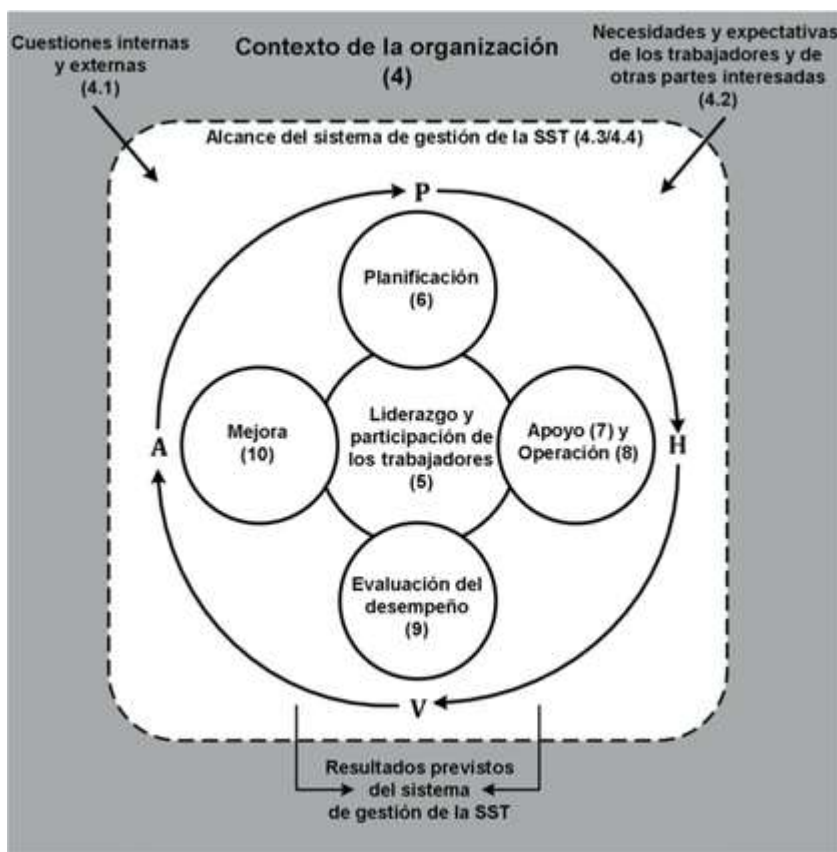 Cuestiones internas
y externas
(4.1)
Contexto de la organización
(4)
Necesidades y expectativas
de los trabajadores y de
otras partes interesadas
(4.2)
Alcance del sistema de gestión de la SST (4.3/4.4)
P
Planificación
(6)
A
Mejora
(10)
Liderazgo y
participación de
los trabajadores
(5)
Apoyo (7) y
Operación (8)
H
Evaluación del
desempeño
(9)
V
Resultados previstos
del sistema
de gestión de la SST